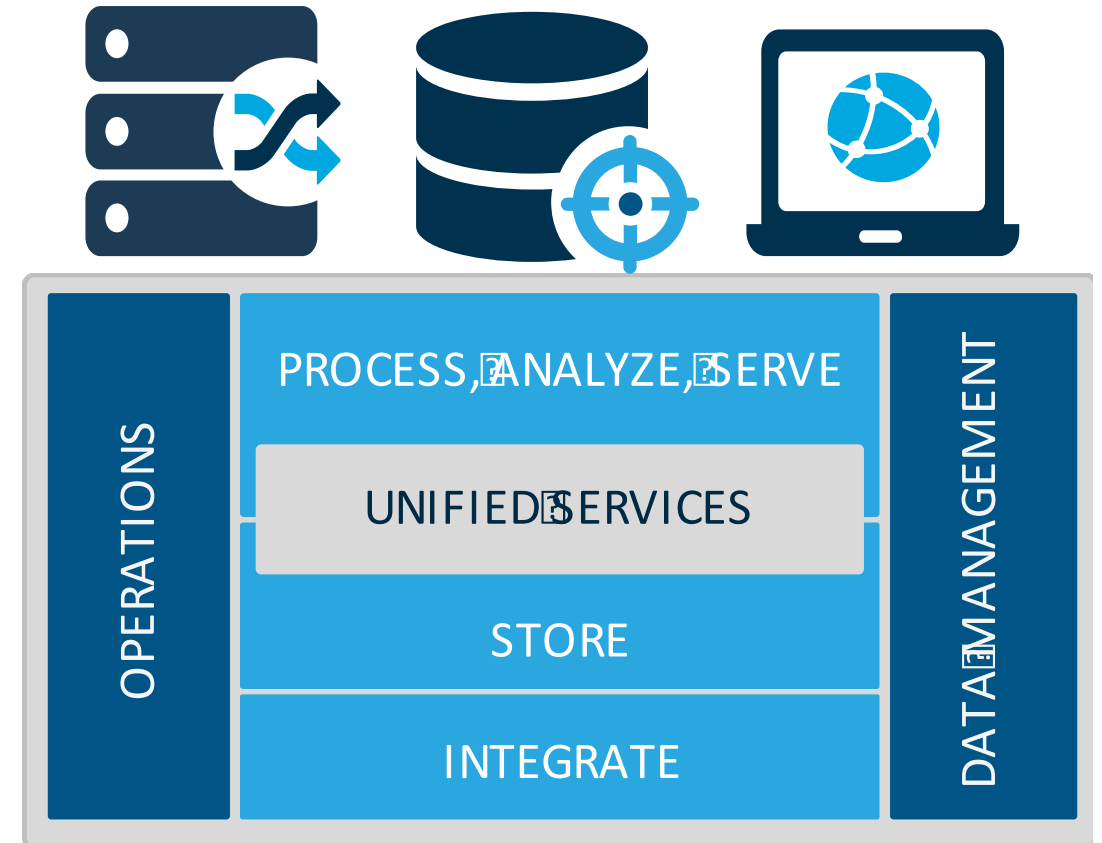 OPERATIONS
PROCESS, ANALYZE, SERVE
UNIFIED SERVICES
STORE
INTEGRATE
DATA MANAGEMENT